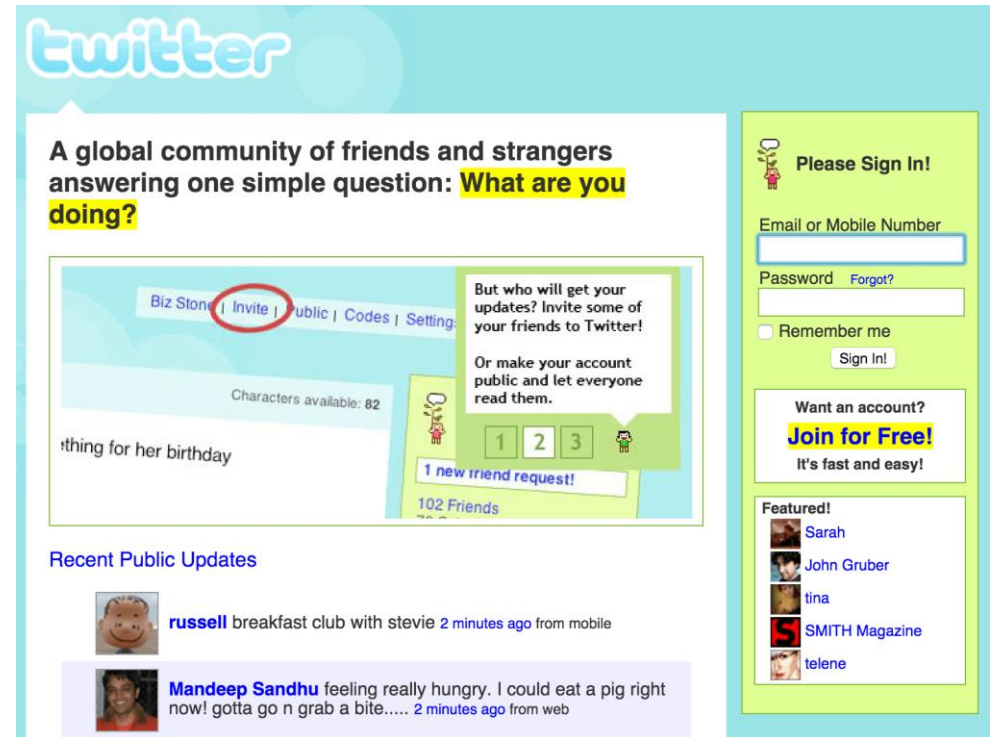 twitter
A global community of friends and strangers
answering one simple question: What are you
doing?
Biz Stone | Invite | Public | Codes | Setting
Characters available: 82
thing for her birthday
But who will get your
updates? Invite some of
your friends to Twitter!
Or make your account
public and let everyone
read them.
1 2 3
1 new friend request!
102 Friends
Recent Public Updates
russell breakfast club with stevie 2 minutes ago from mobile
Mandeep Sandhu feeling really hungry. I could eat a pig right
now! gotta go n grab a bite..... 2 minutes ago from web
Please Sign In!
Email or Mobile Number
Password Forgot?
Remember me
Sign In!
Want an account?
Join for Free!
It's fast and easy!
Featured!
Sarah
John Gruber
tina
SMITH Magazine
telene